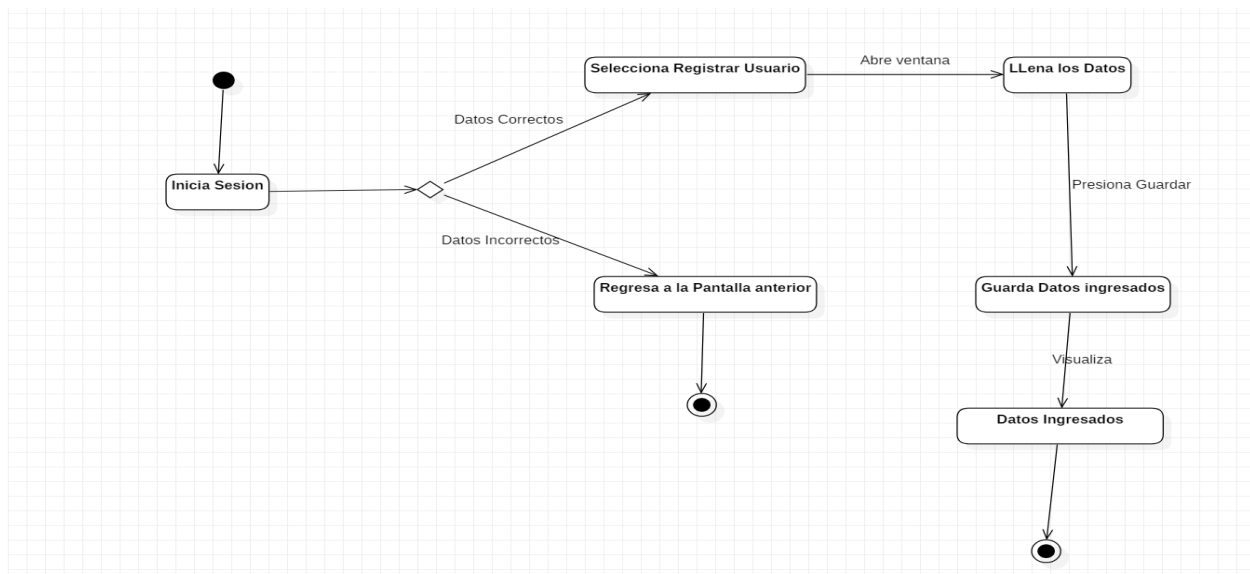 Selecciona Registrar Usuario
Abre ventana
LLena los Datos
Datos Correctos
Inicia Sesion
Presiona Guardar
Datos Incorrectos
Regresa a la Pantalla anterior
Guarda Datos ingresados
Visualiza
Datos Ingresados